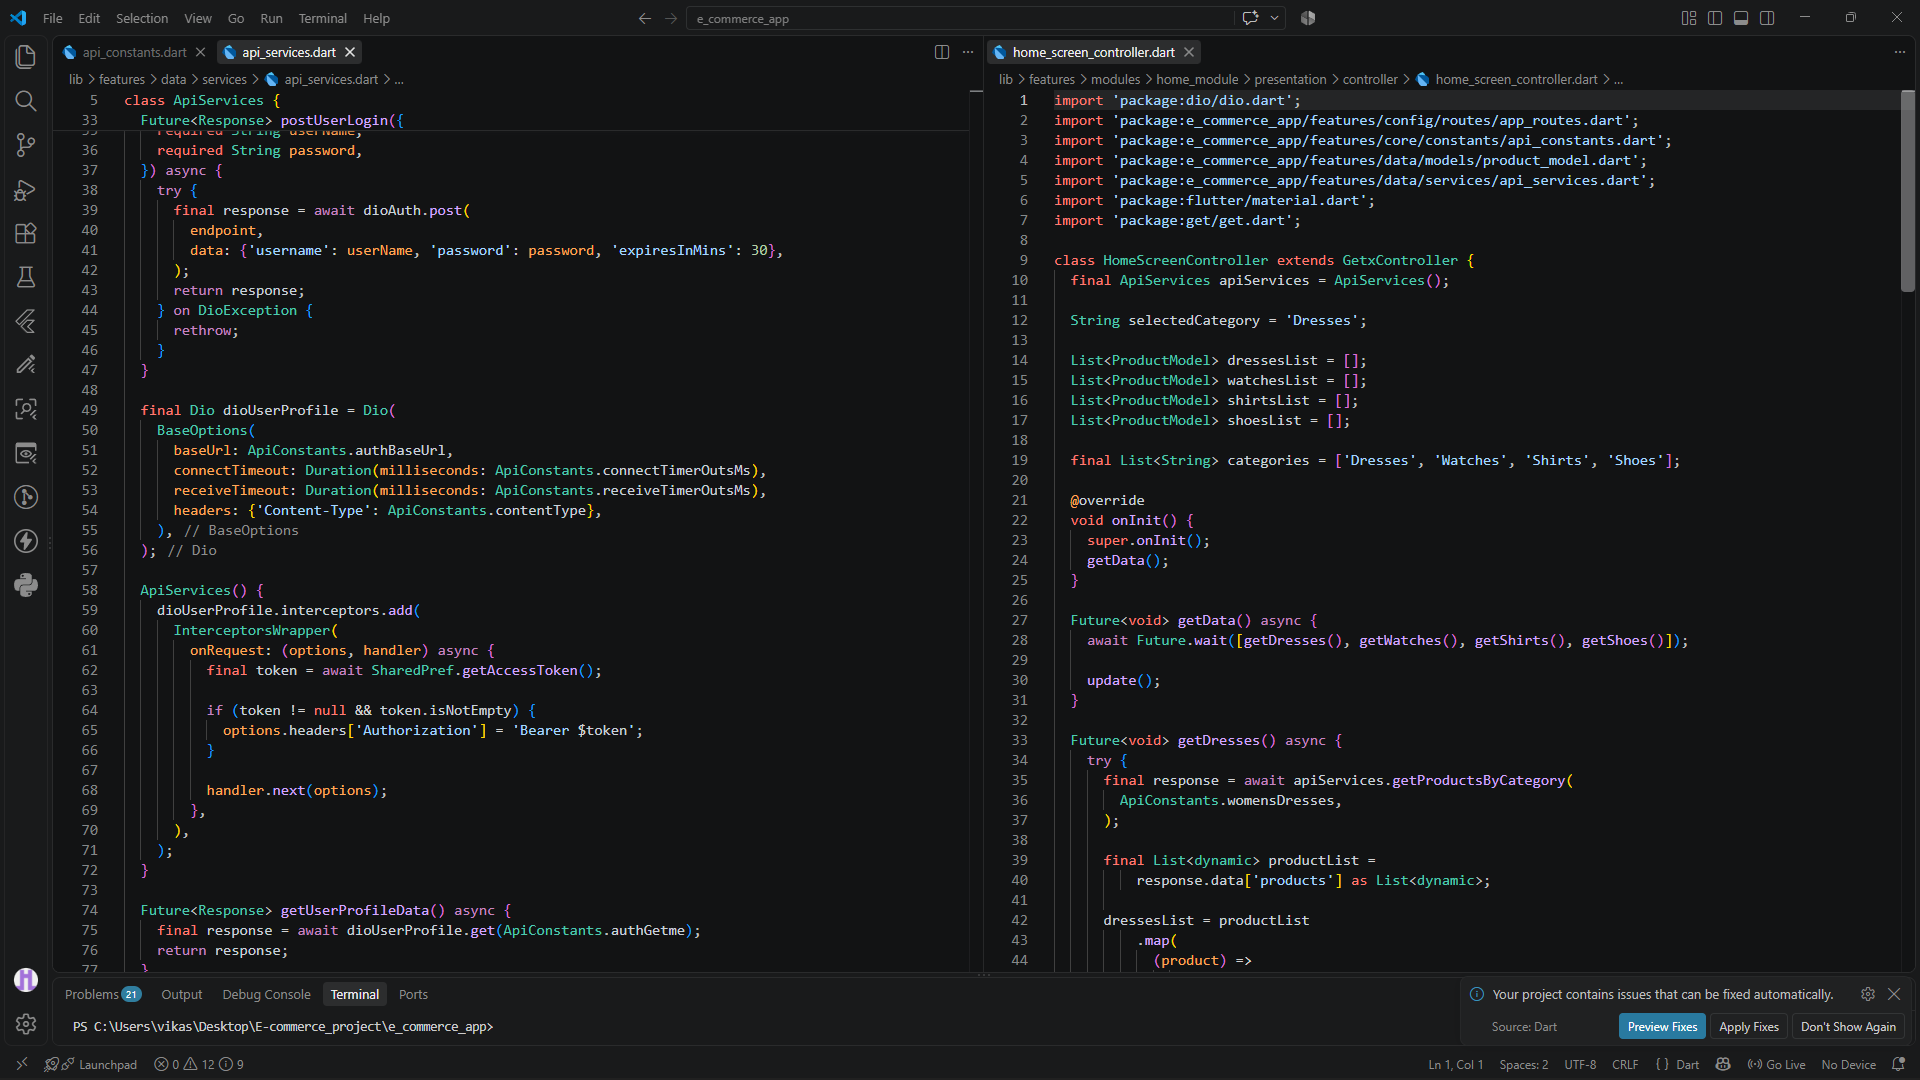 File Edit Selection View Go Run Terminal Help
e_commerce_app
api_constants.dart
api_services.dart
lib > features > data > services > api_services.dart > ...
5 class ApiServices {
33 Future<Response> postUserLogin({
35 required String userName,
36 required String password,
37 }) async {
38 try {
39 final response = await dioAuth.post(
40 endpoint,
41 data: {'username': userName, 'password': password, 'expiresInMins': 30},
42 );
43 return response;
44 } on DioException {
45 rethrow;
46 }
47 }
48
49 final Dio dioUserProfile = Dio(
50 BaseOptions(
51 baseUrl: ApiConstants.authBaseUrl,
52 connectTimeout: Duration(milliseconds: ApiConstants.connectTimerOutsMs),
53 receiveTimeout: Duration(milliseconds: ApiConstants.receiveTimerOutsMs),
54 headers: {'Content-Type': ApiConstants.contentType},
55 ), // BaseOptions
56 ); // Dio
57
58 ApiServices() {
59 dioUserProfile.interceptors.add(
60 InterceptorsWrapper(
61 onRequest: (options, handler) async {
62 final token = await SharedPref.getAccessToken();
63
64 if (token != null && token.isNotEmpty) {
65 options.headers['Authorization'] = 'Bearer $token';
66 }
67
68 handler.next(options);
69 },
70 ),
71 );
72 }
73
74 Future<Response> getUserProfileData() async {
75 final response = await dioUserProfile.get(ApiConstants.authGetme);
76 return response;
77 }
home_screen_controller.dart
lib > features > modules > home_module > presentation > controller > home_screen_controller.dart > ...
1 import 'package:dio/dio.dart';
2 import 'package:e_commerce_app/features/config/routes/app_routes.dart';
3 import 'package:e_commerce_app/features/core/constants/api_constants.dart';
4 import 'package:e_commerce_app/features/data/models/product_model.dart';
5 import 'package:e_commerce_app/features/data/services/api_services.dart';
6 import 'package:flutter/material.dart';
7 import 'package:get/get.dart';
8
9 class HomeScreenController extends GetxController {
10 final ApiServices apiServices = ApiServices();
11
12 String selectedCategory = 'Dresses';
13
14 List<ProductModel> dressesList = [];
15 List<ProductModel> watchesList = [];
16 List<ProductModel> shirtsList = [];
17 List<ProductModel> shoesList = [];
18
19 final List<String> categories = ['Dresses', 'Watches', 'Shirts', 'Shoes'];
20
21 @override
22 void onInit() {
23 super.onInit();
24 getData();
25 }
26
27 Future<void> getData() async {
28 await Future.wait([getDresses(), getWatches(), getShirts(), getShoes()]);
29
30 update();
31 }
32
33 Future<void> getDresses() async {
34 try {
35 final response = await apiServices.getProductsByCategory(
36 ApiConstants.womensDresses,
37 );
38
39 final List<dynamic> productList =
40 response.data['products'] as List<dynamic>;
41
42 dressesList = productList
43 .map(
44 (product) =>
Problems 21 Output Debug Console Terminal Ports
PS C:\Users\vikas\Desktop\E-commerce_project\e_commerce_app>
Your project contains issues that can be fixed automatically.
Source: Dart
Preview Fixes
Apply Fixes
Don't Show Again
Launchpad 0 12 9
Ln 1, Col 1 Spaces: 2 UTF-8 CRLF { } Dart Go Live No Device